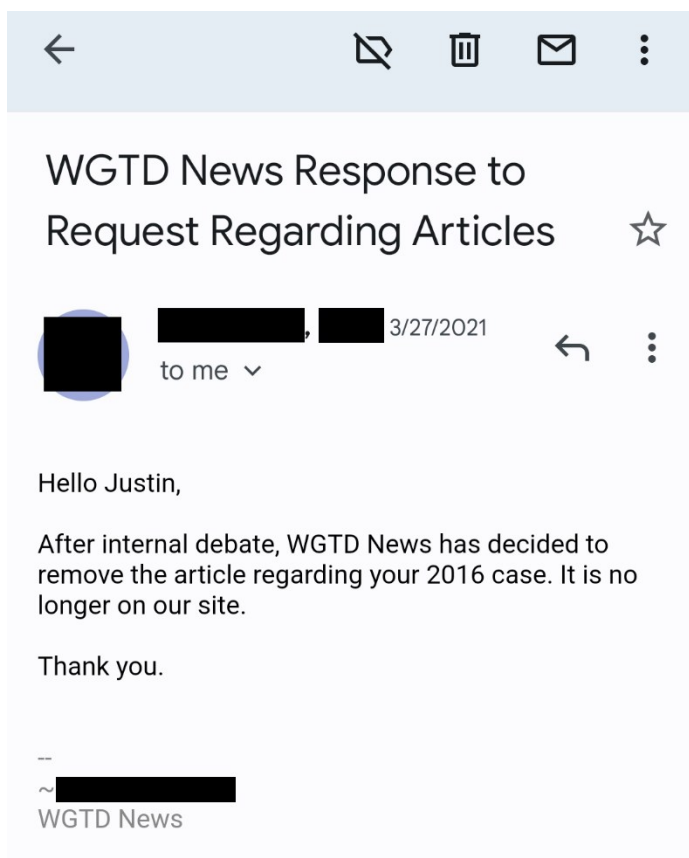 WGTD News Response to
Request Regarding Articles
, 3/27/2021
to me
Hello Justin,
After internal debate, WGTD News has decided to
remove the article regarding your 2016 case. It is no
longer on our site.
Thank you.
--
~
WGTD News